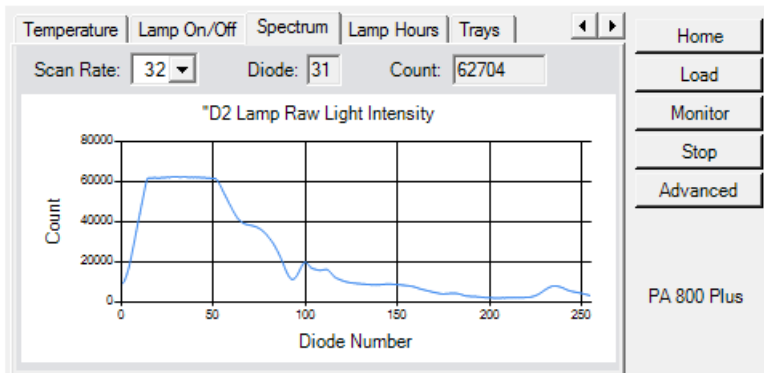 Temperature Lamp On/Off Spectrum Lamp Hours Trays
Scan Rate: 32 Diode: 31 Count: 62704
"D2 Lamp Raw Light Intensity
80000
60000
40000
20000
0
Count
0 50 100 150 200 250
Diode Number
Home
Load
Monitor
Stop
Advanced
PA 800 Plus